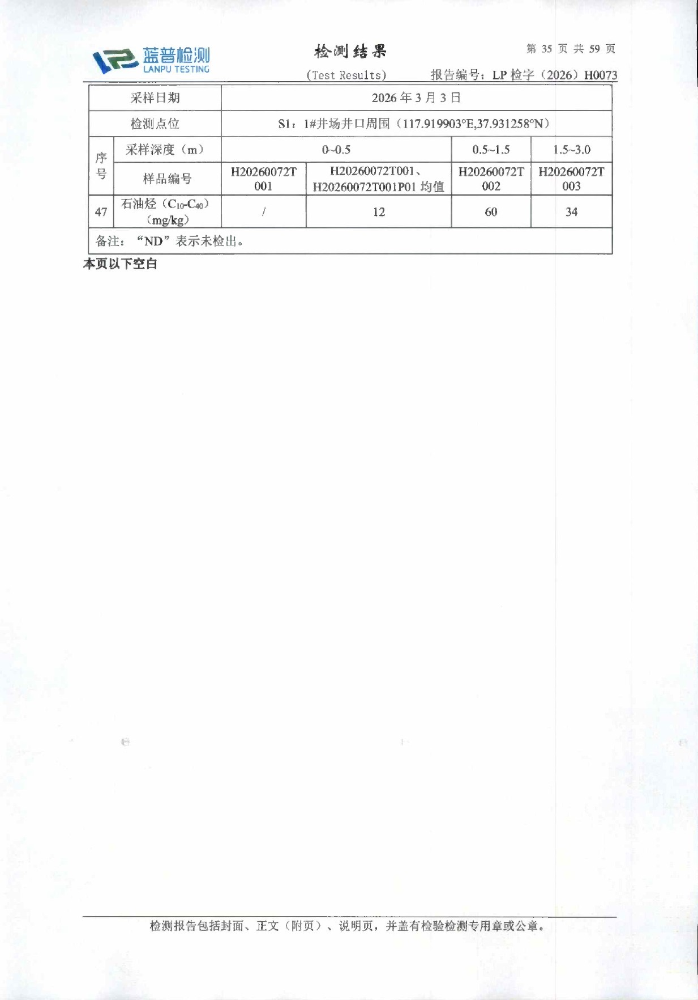 蓝普检测
LANPU TESTING
检测结果
(Test Results)
第 35 页 共 59 页
报告编号：LP 检字（2026）H0073
采样日期 2026 年 3 月 3 日
检测点位 S1：1#井场井口周围（117.919903°E,37.931258°N）
序号 采样深度（m） 0~0.5 0.5~1.5 1.5~3.0
样品编号 H20260072T001 H20260072T001、H20260072T001P01 均值 H20260072T002 H20260072T003
47 石油烃（C10-C40）（mg/kg） / 12 60 34
备注：“ND”表示未检出。
本页以下空白
检测报告包括封面、正文（附页）、说明页，并盖有检验检测专用章或公章。